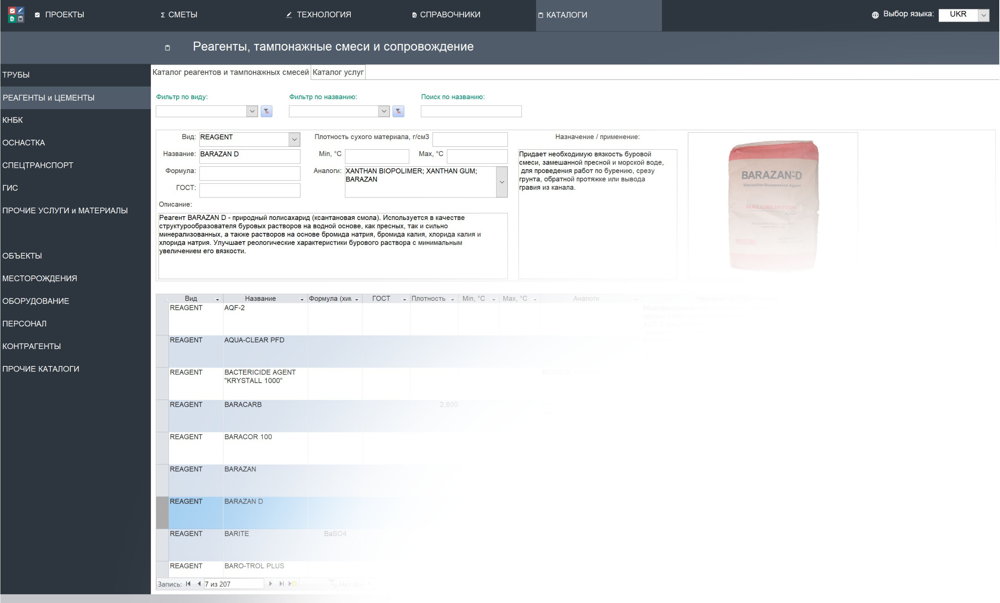 ПРОЕКТЫ
Σ СМЕТЫ
ТЕХНОЛОГИЯ
СПРАВОЧНИКИ
КАТАЛОГИ
Выбор языка: UKR
Реагенты, тампонажные смеси и сопровождение
ТРУБЫ
РЕАГЕНТЫ и ЦЕМЕНТЫ
КНБК
ОСНАСТКА
СПЕЦТРАНСПОРТ
ГИС
ПРОЧИЕ УСЛУГИ и МАТЕРИАЛЫ
ОБЪЕКТЫ
МЕСТОРОЖДЕНИЯ
ОБОРУДОВАНИЕ
ПЕРСОНАЛ
КОНТРАГЕНТЫ
ПРОЧИЕ КАТАЛОГИ
Каталог реагентов и тампонажных смесей
Каталог услуг
Фильтр по виду:
Фильтр по названию:
Поиск по названию:
Вид: REAGENT
Название: BARAZAN D
Формула:
ГОСТ:
Плотность сухого материала, г/см3
Min, °C
Max, °C
Аналоги: XANTHAN BIOPOLIMER; XANTHAN GUM;
BARAZAN
Назначение / применение:
Придает необходимую вязкость буровой
смеси, замешанной пресной и морской воде,
для проведения работ по бурению, срезу
грунта, обратной протяжке или вывода
гравия из канала.
BARAZAN-D
Viscosifier/Suspension Agent
HALLIBURTON
Описание:
Реагент BARAZAN D - природный полисахарид (ксантановая смола). Используется в качестве
структурообразователя буровых растворов на водной основе, как пресных, так и сильно
минерализованных, а также растворов на основе бромида натрия, бромида калия, хлорида калия и
хлорида натрия. Улучшает реологические характеристики бурового раствора с минимальным
увеличением его вязкости.
Вид Название Формула (хим ГОСТ Плотность Min, °C Max, °C Аналоги
REAGENT AQF-2
REAGENT AQUA-CLEAR PFD
REAGENT BACTERICIDE AGENT
"KRYSTALL 1000"
REAGENT BARACARB 2,800
REAGENT BARACOR 100
REAGENT BARAZAN
REAGENT BARAZAN D
REAGENT BARITE BaSO4
REAGENT BARO-TROL PLUS
Запись: 7 из 207